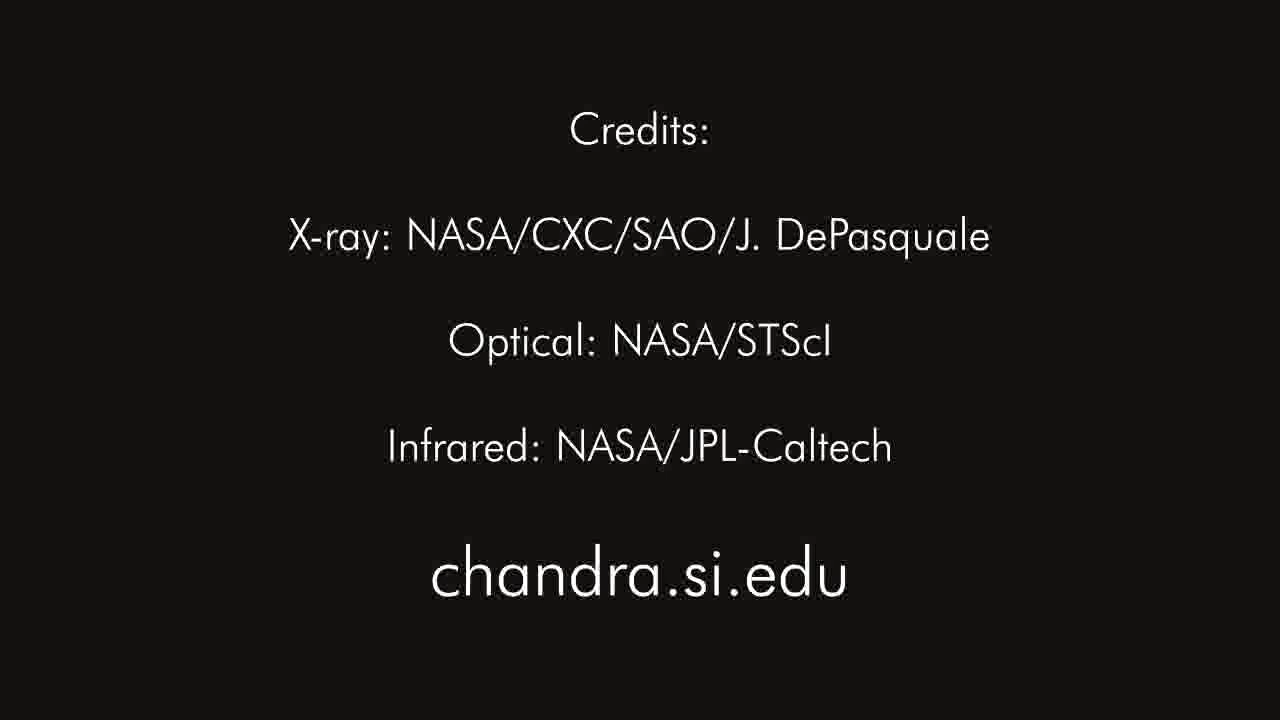 Credits:
X-ray: NASA/CXC/SAO/J. DePasquale
Optical: NASA/STScI
Infrared: NASA/JPL-Caltech
chandra.si.edu